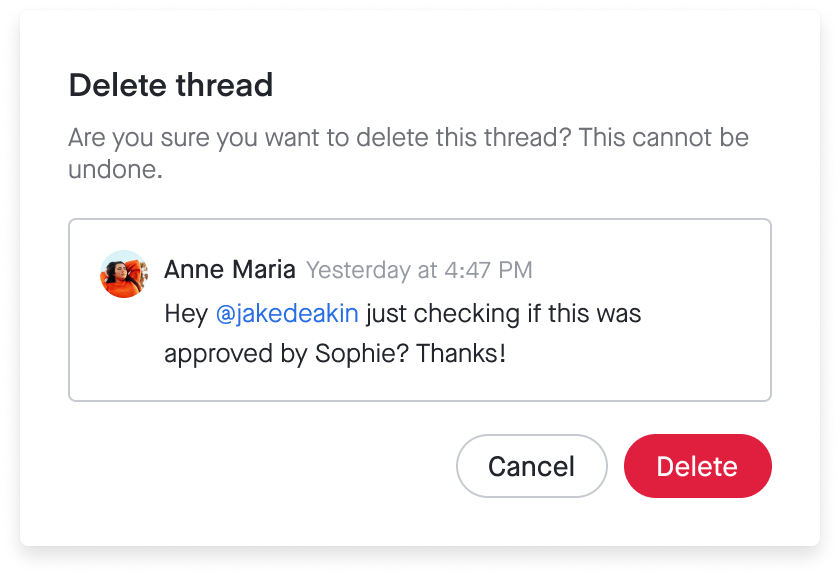 Delete thread
Are you sure you want to delete this thread? This cannot be
undone.
Anne Maria Yesterday at 4:47 PM
Hey @jakedeakin just checking if this was
approved by Sophie? Thanks!
Cancel Delete